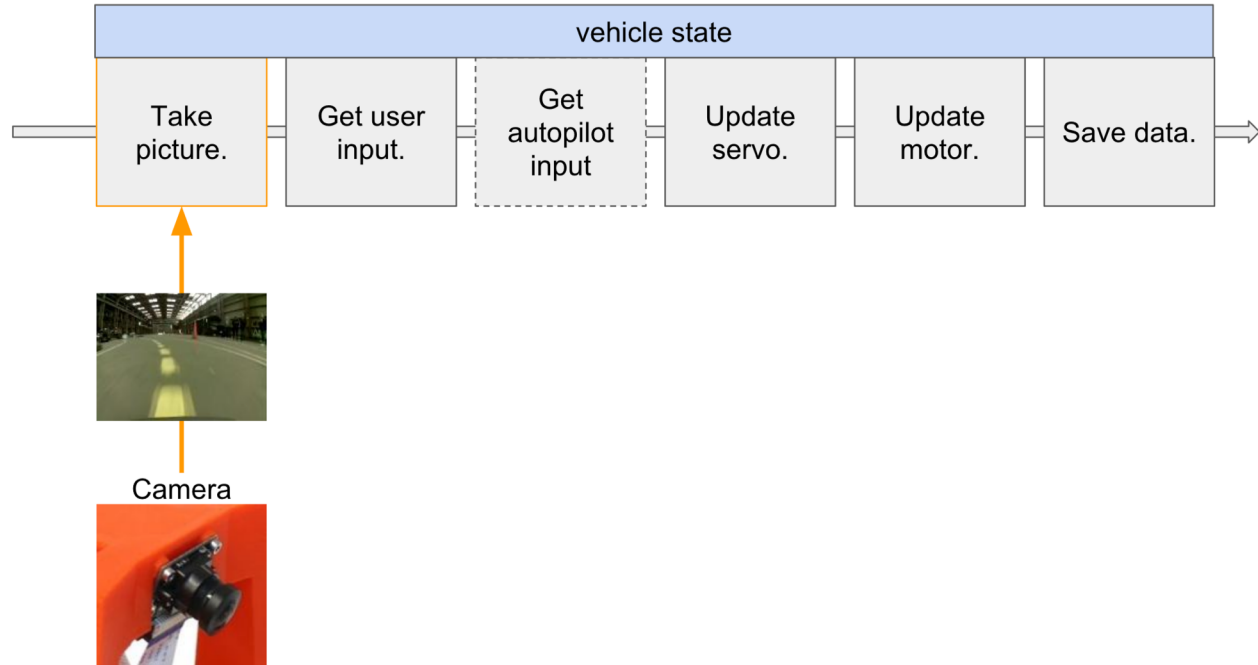 vehicle state
Take
picture.
Get user
input.
Get
autopilot
input
Update
servo.
Update
motor.
Save data.
Camera